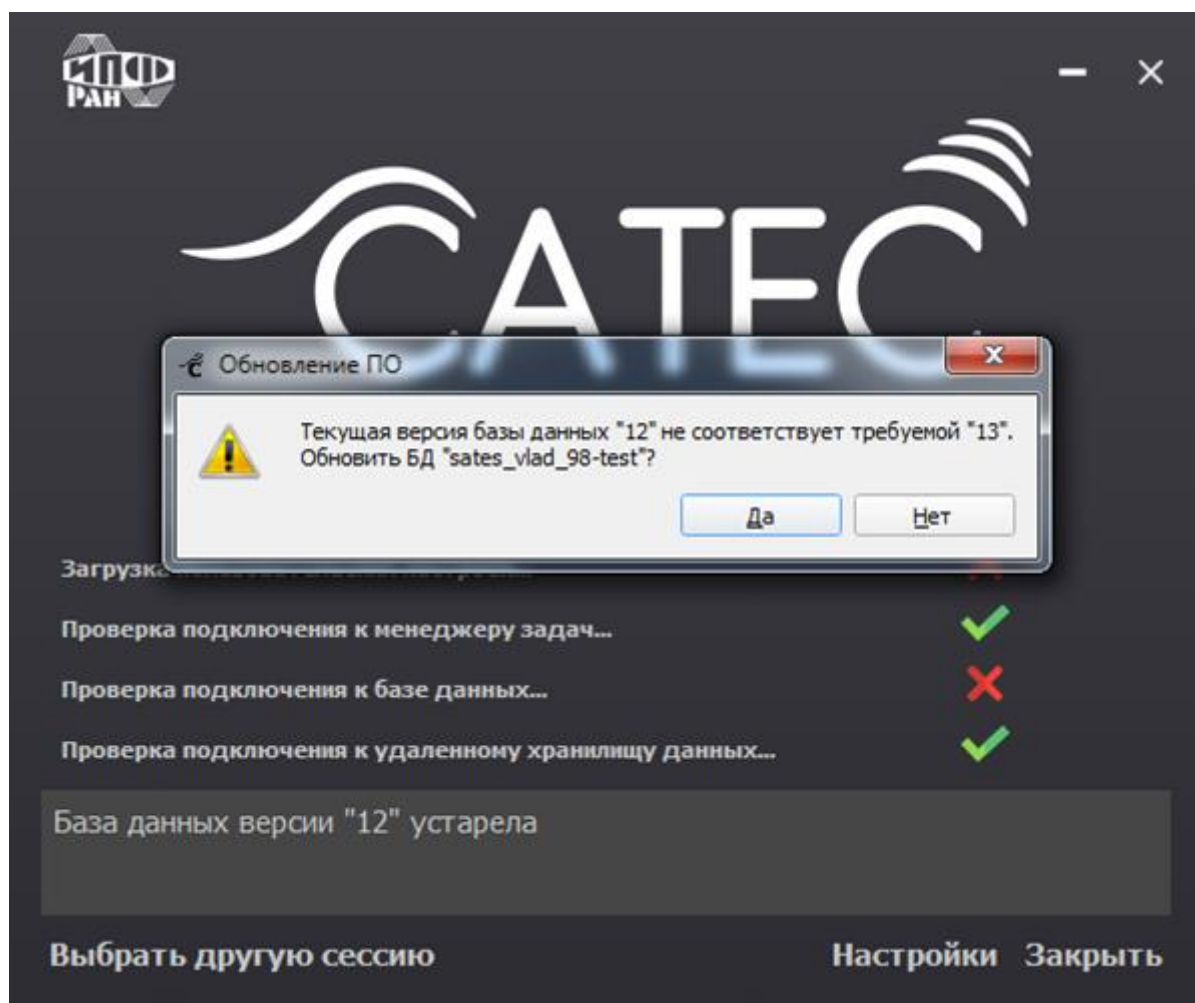 ИПФ
РАН
САТЕС
Обновление ПО
Текущая версия базы данных "12" не соответствует требуемой "13".
Обновить БД "sates_vlad_98-test"?
Да
Нет
Загрузка
Проверка подключения к менеджеру задач...
Проверка подключения к базе данных...
Проверка подключения к удаленному хранилищу данных...
База данных версии "12" устарела
Выбрать другую сессию
Настройки
Закрыть